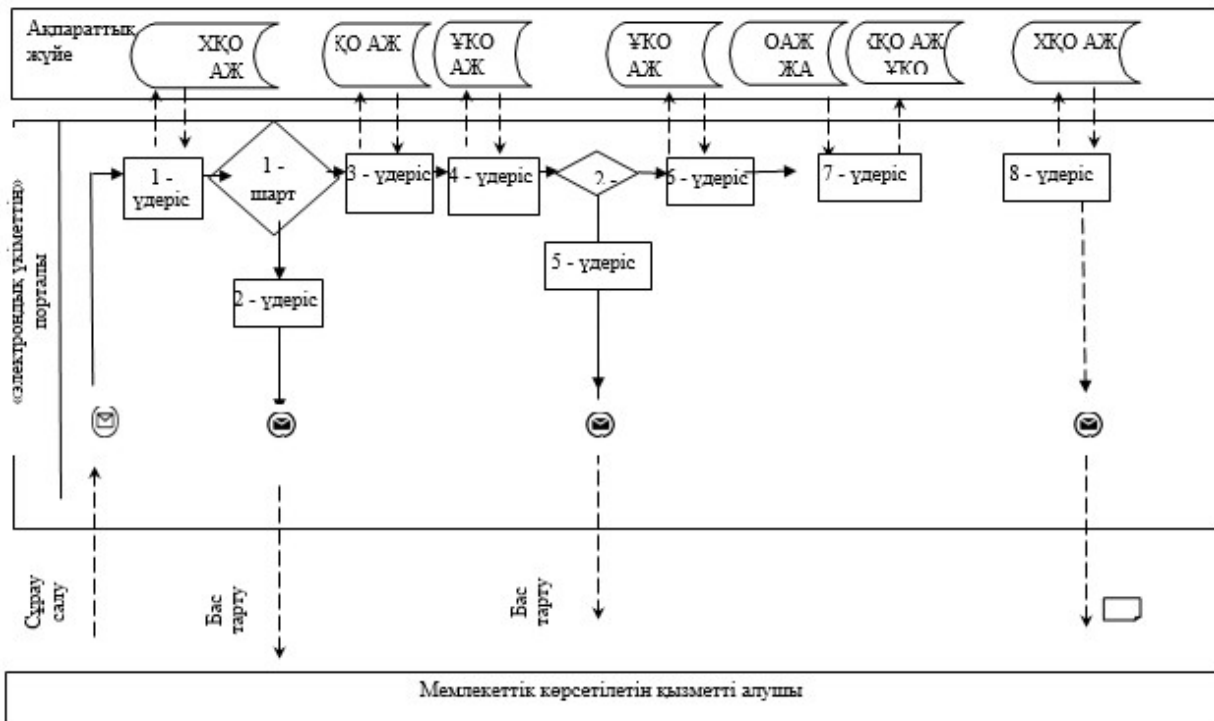 Ақпараттық
жүйе
ХҚО
АЖ
ҚО АЖ
ҰКО
АЖ
ҰКО
АЖ
ОАЖ
ЖА
ҚО АЖ
ҰКО
ХҚО АЖ
«электрондық үкіметтің»
порталы
1 -
үдеріс
1 -
шарт
3 - үдеріс
4 - үдеріс
2 -
6 - үдеріс
7 - үдеріс
8 - үдеріс
2 - үдеріс
5 - үдеріс
Сұрау
салу
Бас
тарту
Бас
тарту
Мемлекеттік көрсетілетін қызметті алушы